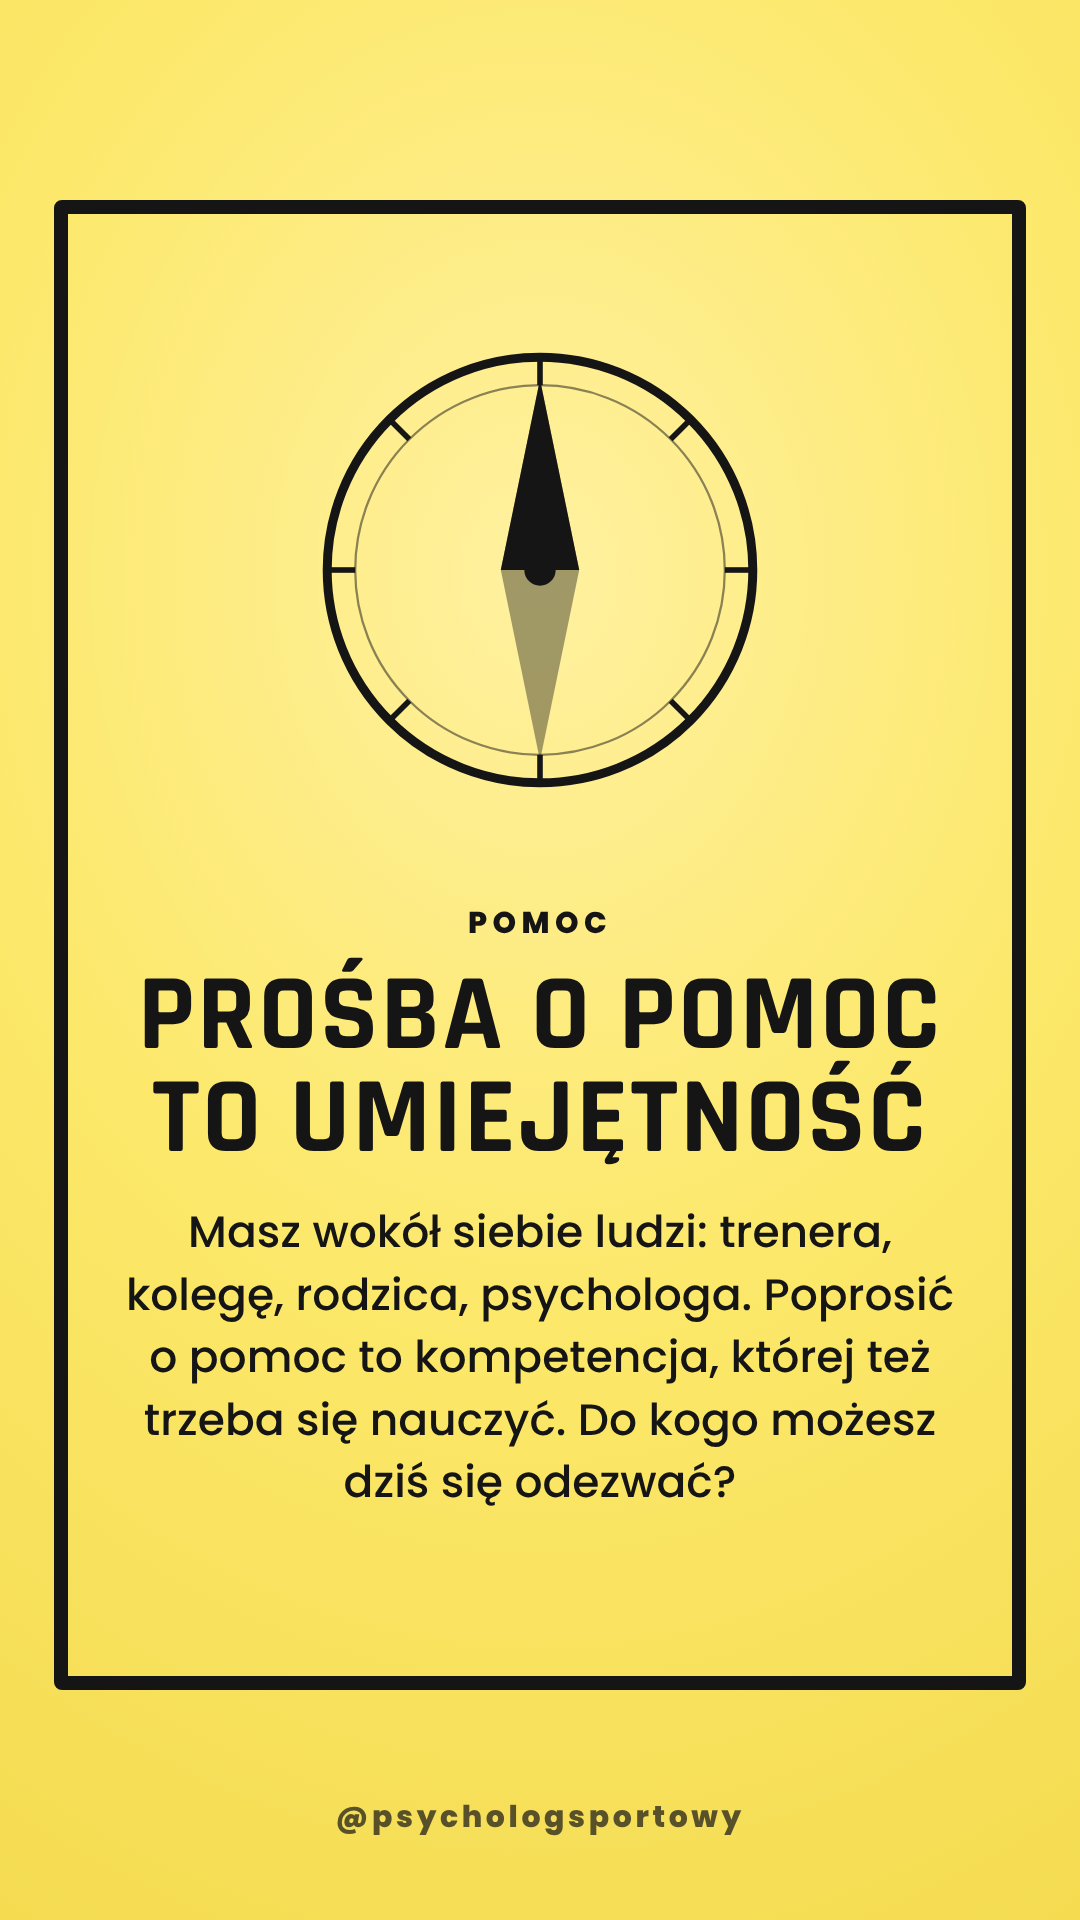 POMOC
PROŚBA O POMOC
TO UMIEJĘTNOŚĆ
Masz wokół siebie ludzi: trenera,
kolegę, rodzica, psychologa. Poprosić
o pomoc to kompetencja, której też
trzeba się nauczyć. Do kogo możesz
dziś się odezwać?
@psychologsportowy